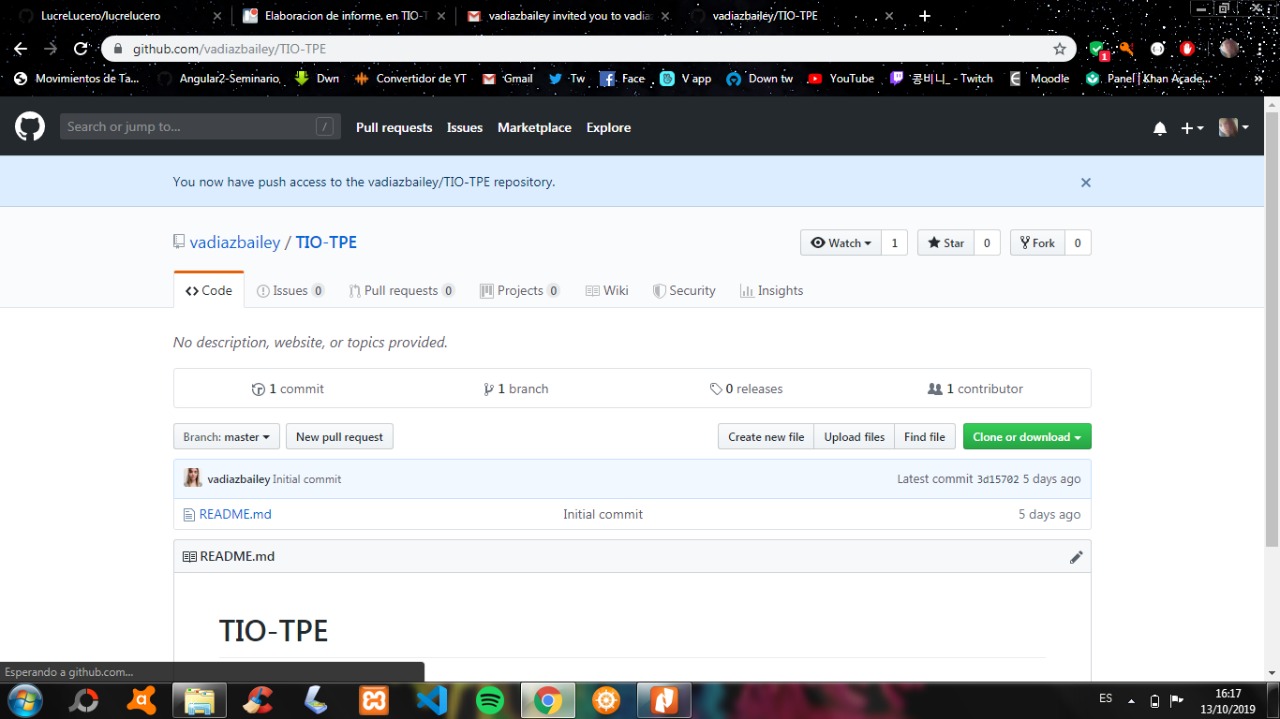 LucreLucero/lucrelucero
Elaboracion de informe. en TIO-T
vadiazbailey invited you to vadia
vadiazbailey/TIO-TPE
github.com/vadiazbailey/TIO-TPE
1
Movimientos de Ta...
Angular2-Seminario,
Dwn
Convertidor de YT
Gmail
Tw
Face
V app
Down tw
YouTube
콩비니_ - Twitch
Moodle
Panel | Khan Acade...
»
Search or jump to...
/
Pull requests
Issues
Marketplace
Explore
You now have push access to the vadiazbailey/TIO-TPE repository.
vadiazbailey / TIO-TPE
Watch 1
Star 0
Fork 0
Code
Issues 0
Pull requests 0
Projects 0
Wiki
Security
Insights
No description, website, or topics provided.
1 commit
1 branch
0 releases
1 contributor
Branch: master
New pull request
Create new file
Upload files
Find file
Clone or download
vadiazbailey Initial commit
Latest commit 3d15702 5 days ago
README.md
Initial commit
5 days ago
README.md
TIO-TPE
Esperando a github.com...
ES
16:17
13/10/2019